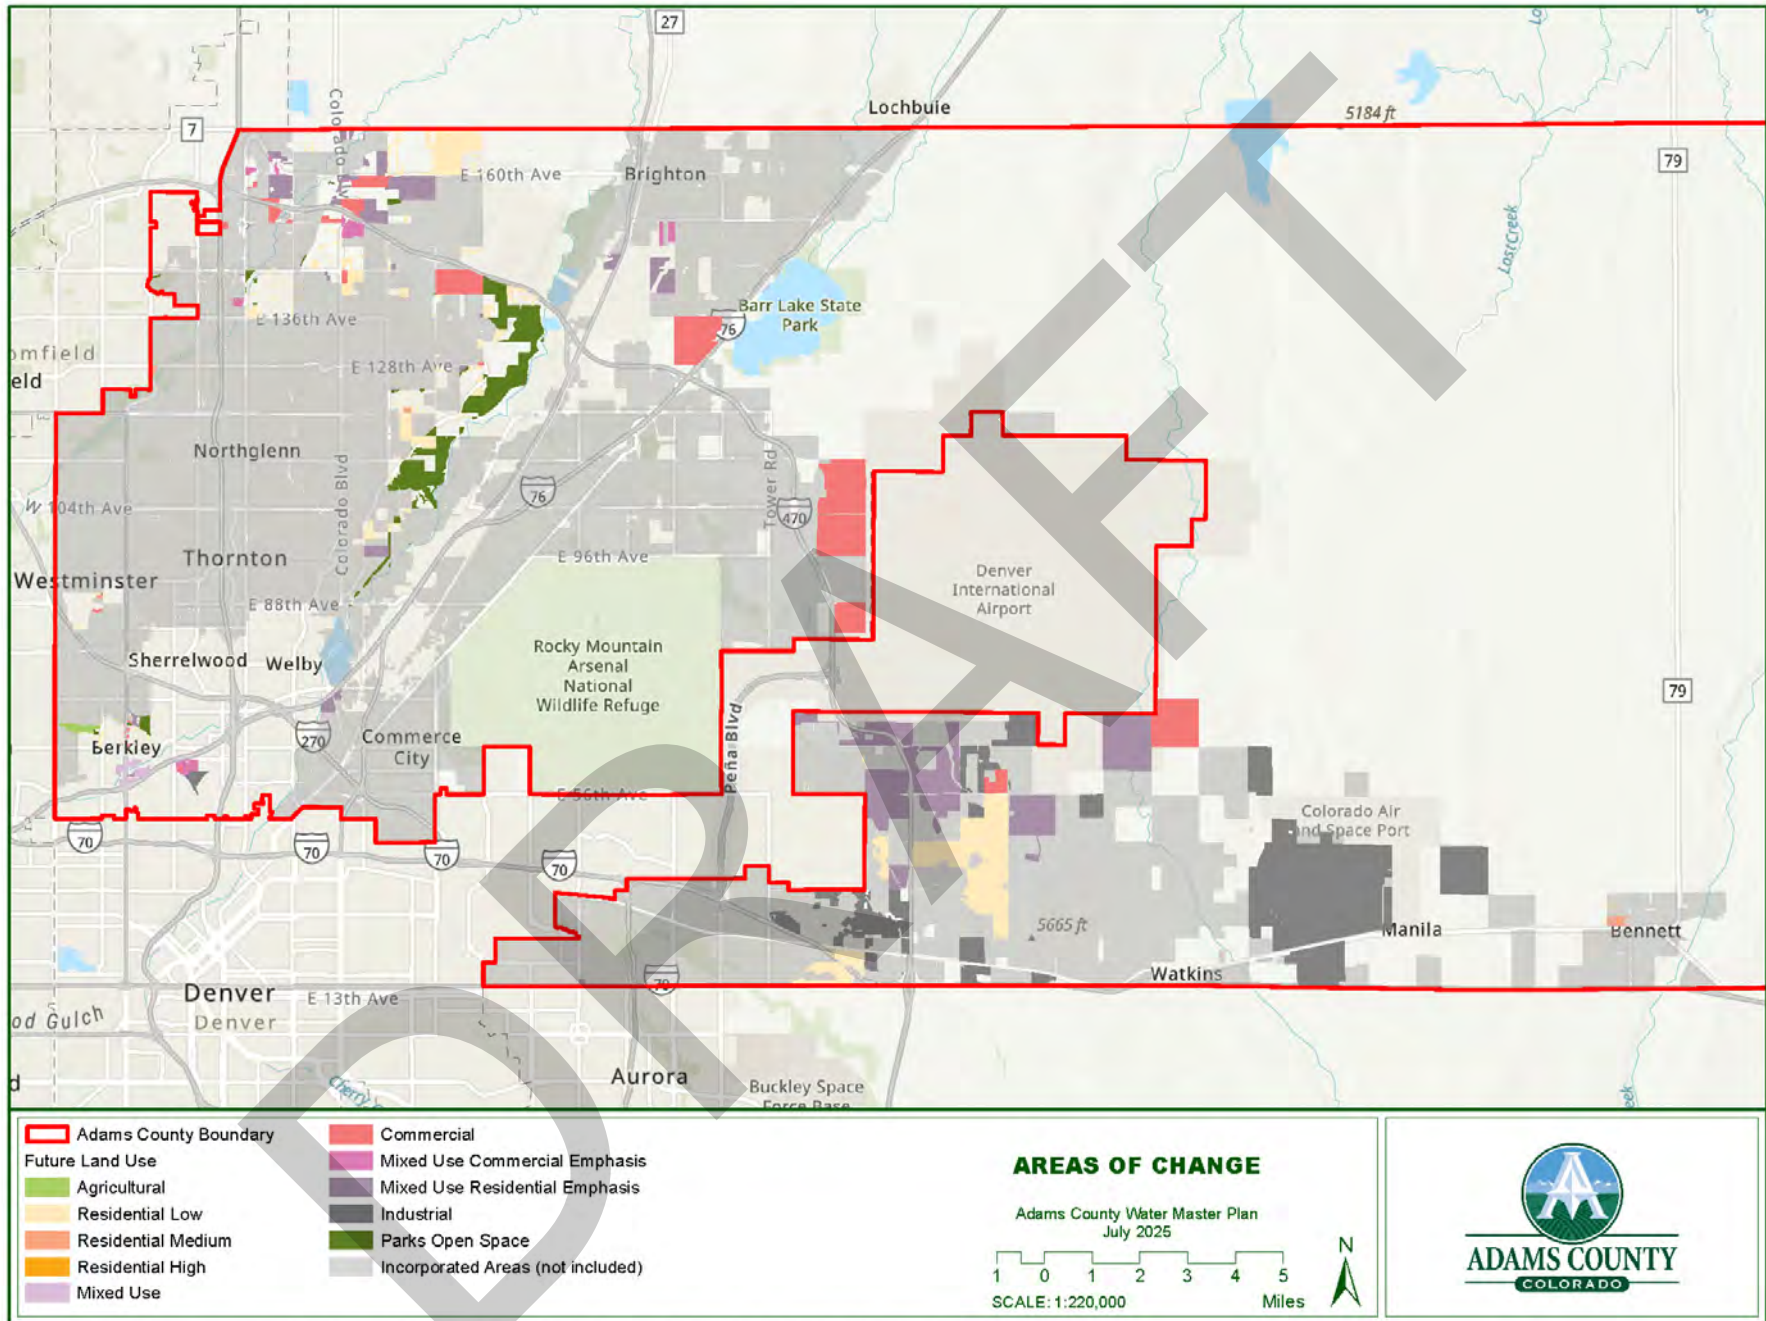 27
Lochbuie
5184 ft
7
Colorado Blv
79
E 160th Ave
Brighton
LostCreek
Barr Lake State
Park
76
E 136th Ave
omfield
eld
E 128th Ave
Northglenn
Colorado Blvd
76
Tower Rd
470
W 104th Ave
Thornton
E 96th Ave
Denver
International
Airport
Westminster
E 88th Ave
Rocky Mountain
Arsenal
National
Wildlife Refuge
Sherrelwood
Welby
79
Berkley
270
Commerce
City
Peña Blvd
E 56th Ave
Colorado Air
and Space Port
70
70
70
70
5665 ft
Manila
Bennett
Watkins
70
Denver
E 13th Ave
Denver
od Gulch
Aurora
d
Cherry
Buckley Space
Force Base
eek
DRAFT
Adams County Boundary
Future Land Use
Agricultural
Residential Low
Residential Medium
Residential High
Mixed Use
Commercial
Mixed Use Commercial Emphasis
Mixed Use Residential Emphasis
Industrial
Parks Open Space
Incorporated Areas (not included)
AREAS OF CHANGE
Adams County Water Master Plan
July 2025
1 0 1 2 3 4 5
SCALE: 1:220,000 Miles
N
ADAMS COUNTY
COLORADO